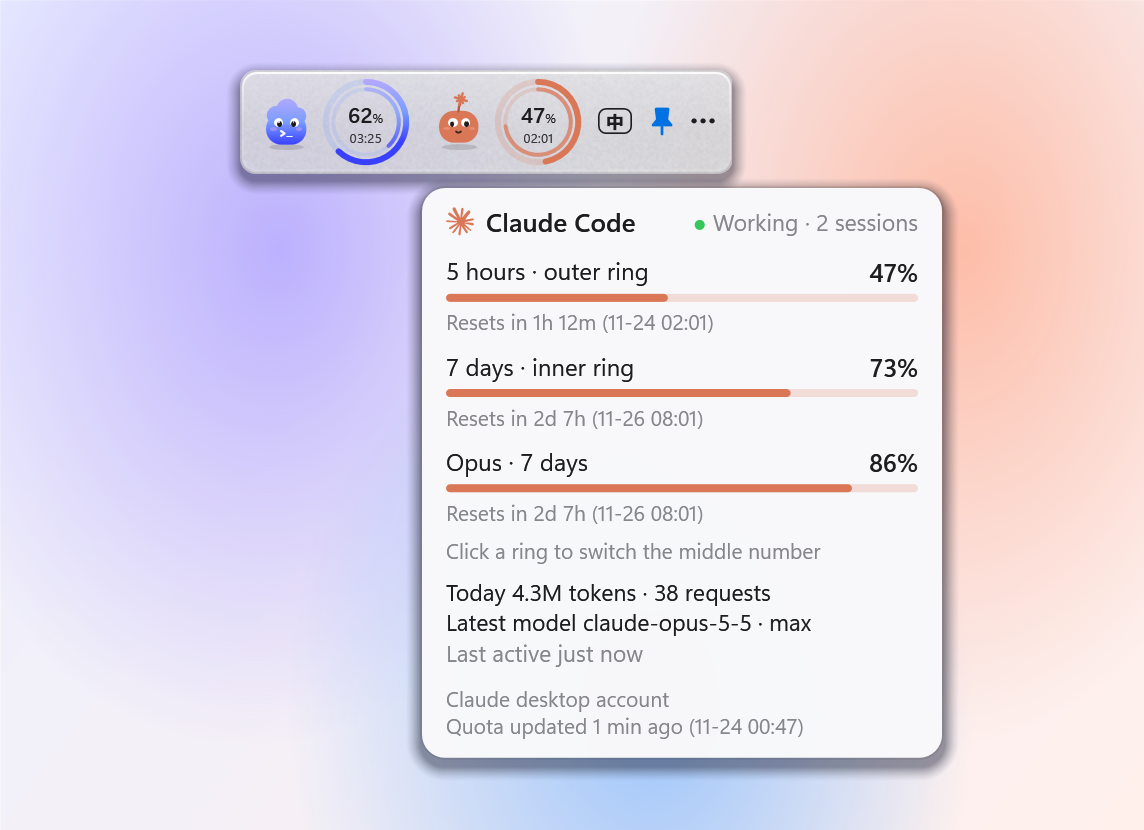 62%
03:25
>_
47%
02:01
中
Claude Code
Working · 2 sessions
5 hours · outer ring
47%
Resets in 1h 12m (11-24 02:01)
7 days · inner ring
73%
Resets in 2d 7h (11-26 08:01)
Opus · 7 days
86%
Resets in 2d 7h (11-26 08:01)
Click a ring to switch the middle number
Today 4.3M tokens · 38 requests
Latest model claude-opus-5-5 · max
Last active just now
Claude desktop account
Quota updated 1 min ago (11-24 00:47)